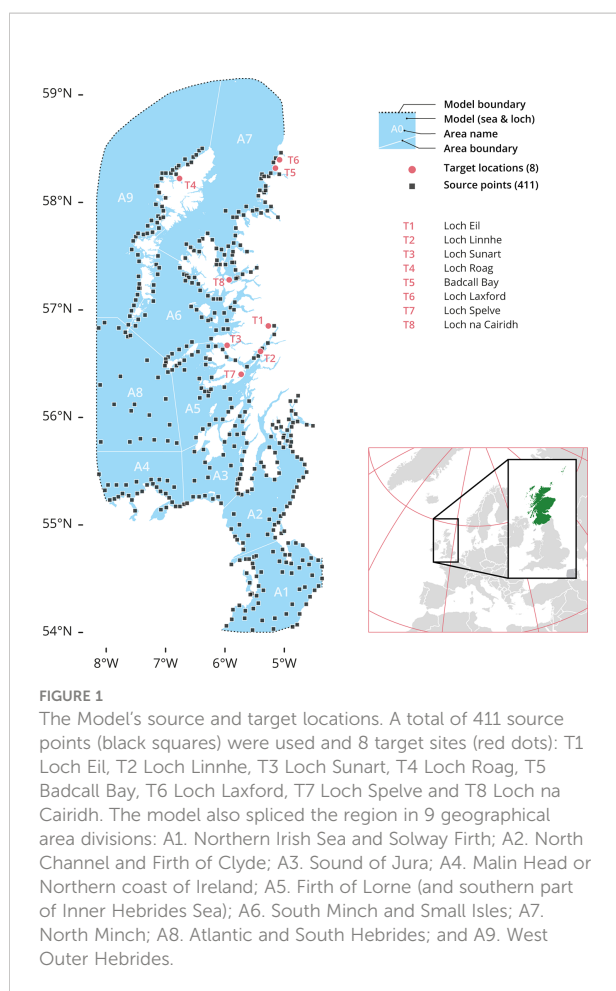 59°N
58°N
57°N
56°N
55°N
54°N
8°W 7°W 6°W 5°W
A7
A9
A6
A8
A5
A4
A3
A2
A1
T6
T5
T4
T8
T1
T3
T2
T7
Model boundary
Model (sea & loch)
A0
Area name
Area boundary
Target locations (8)
Source points (411)
T1 Loch Eil
T2 Loch Linnhe
T3 Loch Sunart
T4 Loch Roag
T5 Badcall Bay
T6 Loch Laxford
T7 Loch Spelve
T8 Loch na Cairidh
FIGURE 1
The Model’s source and target locations. A total of 411 source
points (black squares) were used and 8 target sites (red dots): T1
Loch Eil, T2 Loch Linnhe, T3 Loch Sunart, T4 Loch Roag, T5
Badcall Bay, T6 Loch Laxford, T7 Loch Spelve and T8 Loch na
Cairidh. The model also spliced the region in 9 geographical
area divisions: A1. Northern Irish Sea and Solway Firth; A2. North
Channel and Firth of Clyde; A3. Sound of Jura; A4. Malin Head or
Northern coast of Ireland; A5. Firth of Lorne (and southern part
of Inner Hebrides Sea); A6. South Minch and Small Isles; A7.
North Minch; A8. Atlantic and South Hebrides; and A9. West
Outer Hebrides.